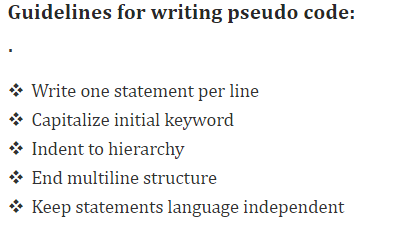 Guidelines for writing pseudo code:
.
❖ Write one statement per line
❖ Capitalize initial keyword
❖ Indent to hierarchy
❖ End multiline structure
❖ Keep statements language independent